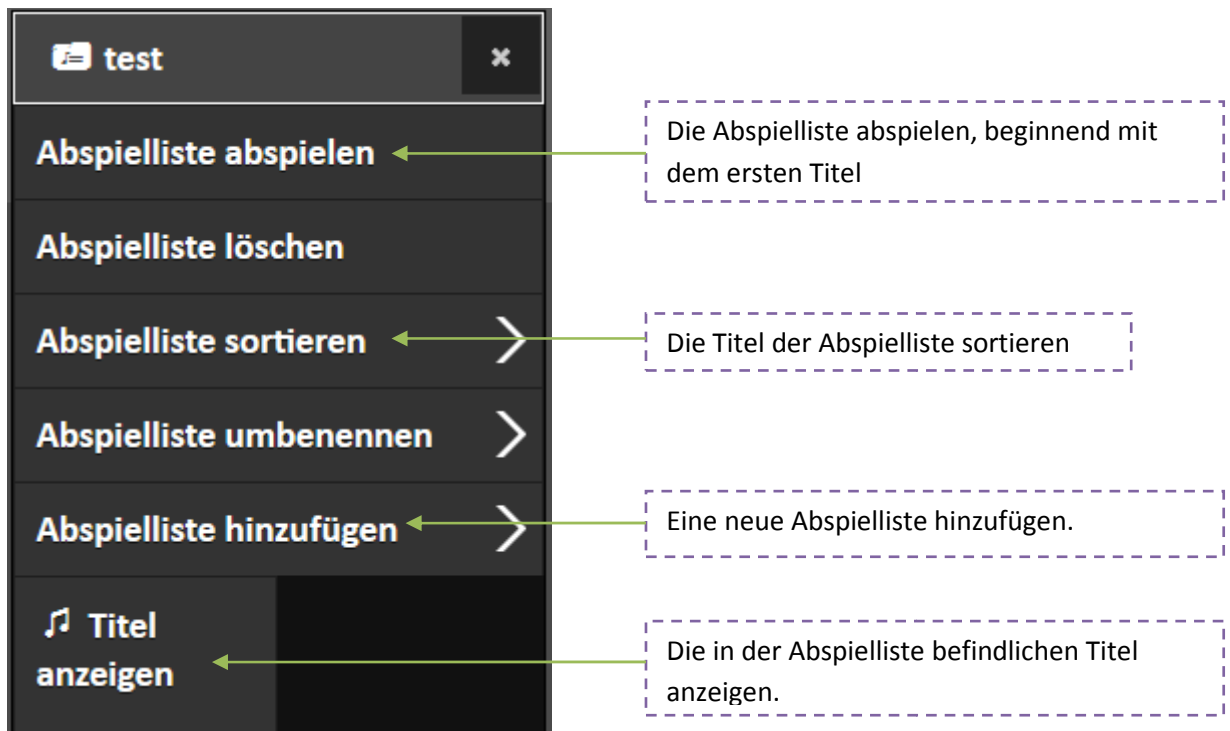 test
Abspielliste abspielen
Die Abspielliste abspielen, beginnend mit
dem ersten Titel
Abspielliste löschen
Abspielliste sortieren
Die Titel der Abspielliste sortieren
Abspielliste umbenennen
Abspielliste hinzufügen
Eine neue Abspielliste hinzufügen.
Titel
anzeigen
Die in der Abspielliste befindlichen Titel
anzeigen.